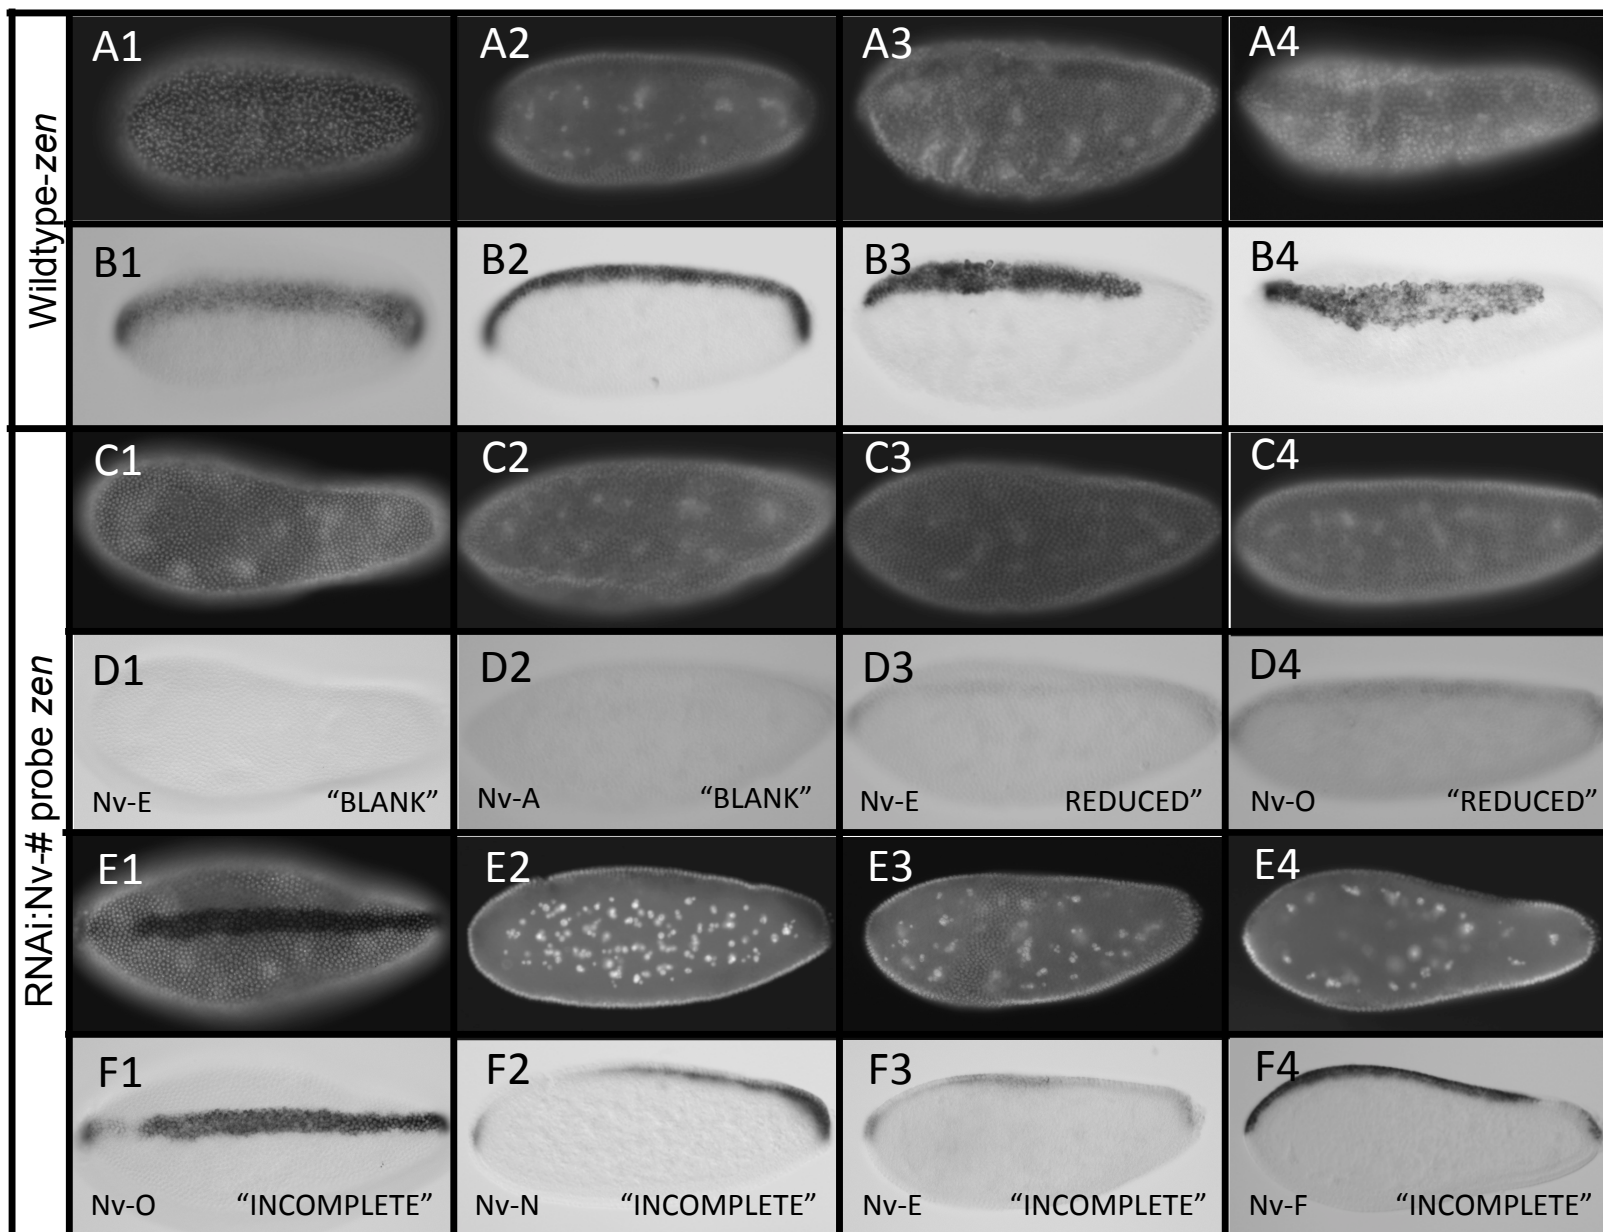 Wildtype-zen
A1 A2 A3 A4
B1 B2 B3 B4
RNAi:Nv-# probe zen
C1 C2 C3 C4
D1 D2 D3 D4
Nv-E "BLANK" Nv-A "BLANK" Nv-E REDUCED" Nv-O "REDUCED"
E1 E2 E3 E4
F1 F2 F3 F4
Nv-O "INCOMPLETE" Nv-N "INCOMPLETE" Nv-E "INCOMPLETE" Nv-F "INCOMPLETE"